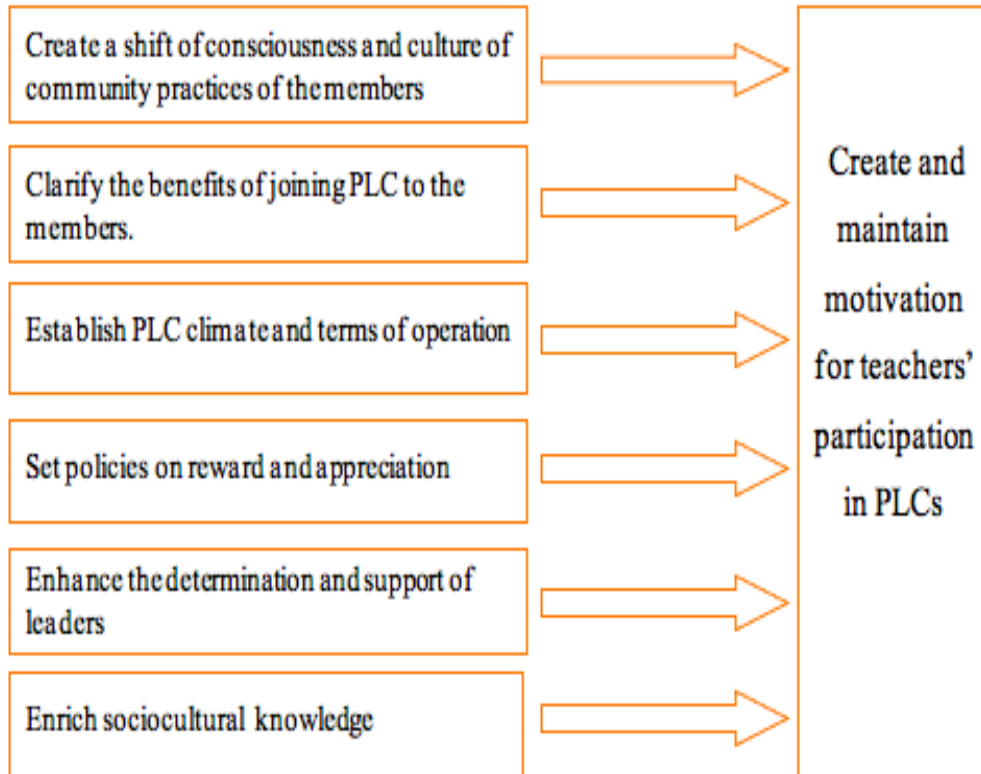 Create a shift of consciousness and culture of
community practices of the members
Clarify the benefits of joining PLC to the
members.
Establish PLC climate and terms of operation
Set policies on reward and appreciation
Enhance the determination and support of
leaders
Enrich sociocultural knowledge
Create and
maintain
motivation
for teachers’
participation
in PLCs